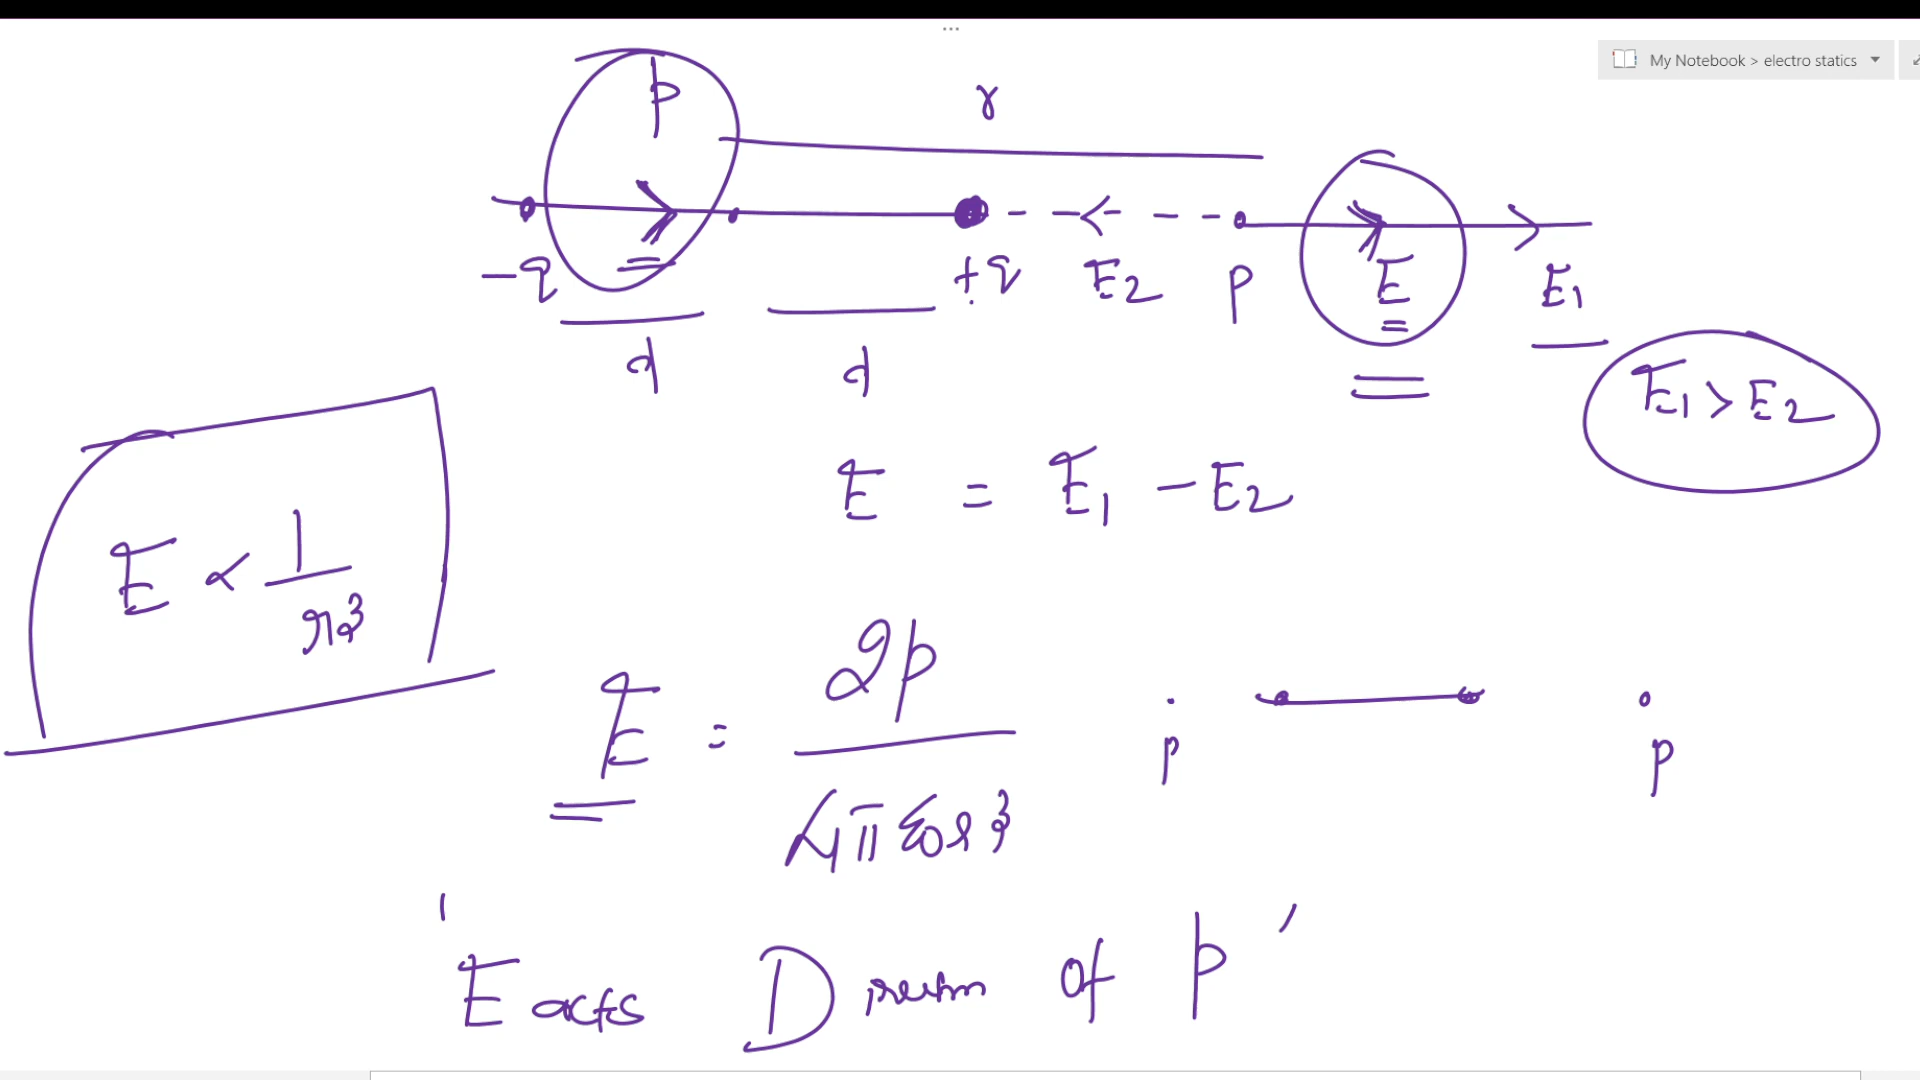 ...
My Notebook > electro statics
p
r
-q
+q
E2
p
E
E1
d
d
E1 > E2
E = E1 - E2
E ∝ 1/r³
E = 2p/4πε0r³
p
p
'E acts Direction of p'